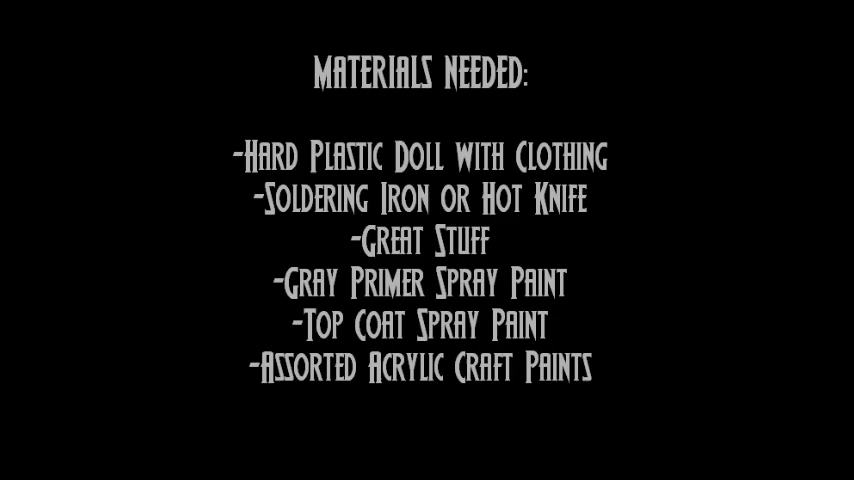 Materials Needed:
-Hard Plastic Doll with Clothing
-Soldering Iron or Hot Knife
-Great Stuff
-Gray Primer Spray Paint
-Top Coat Spray Paint
-Assorted Acrylic Craft Paints